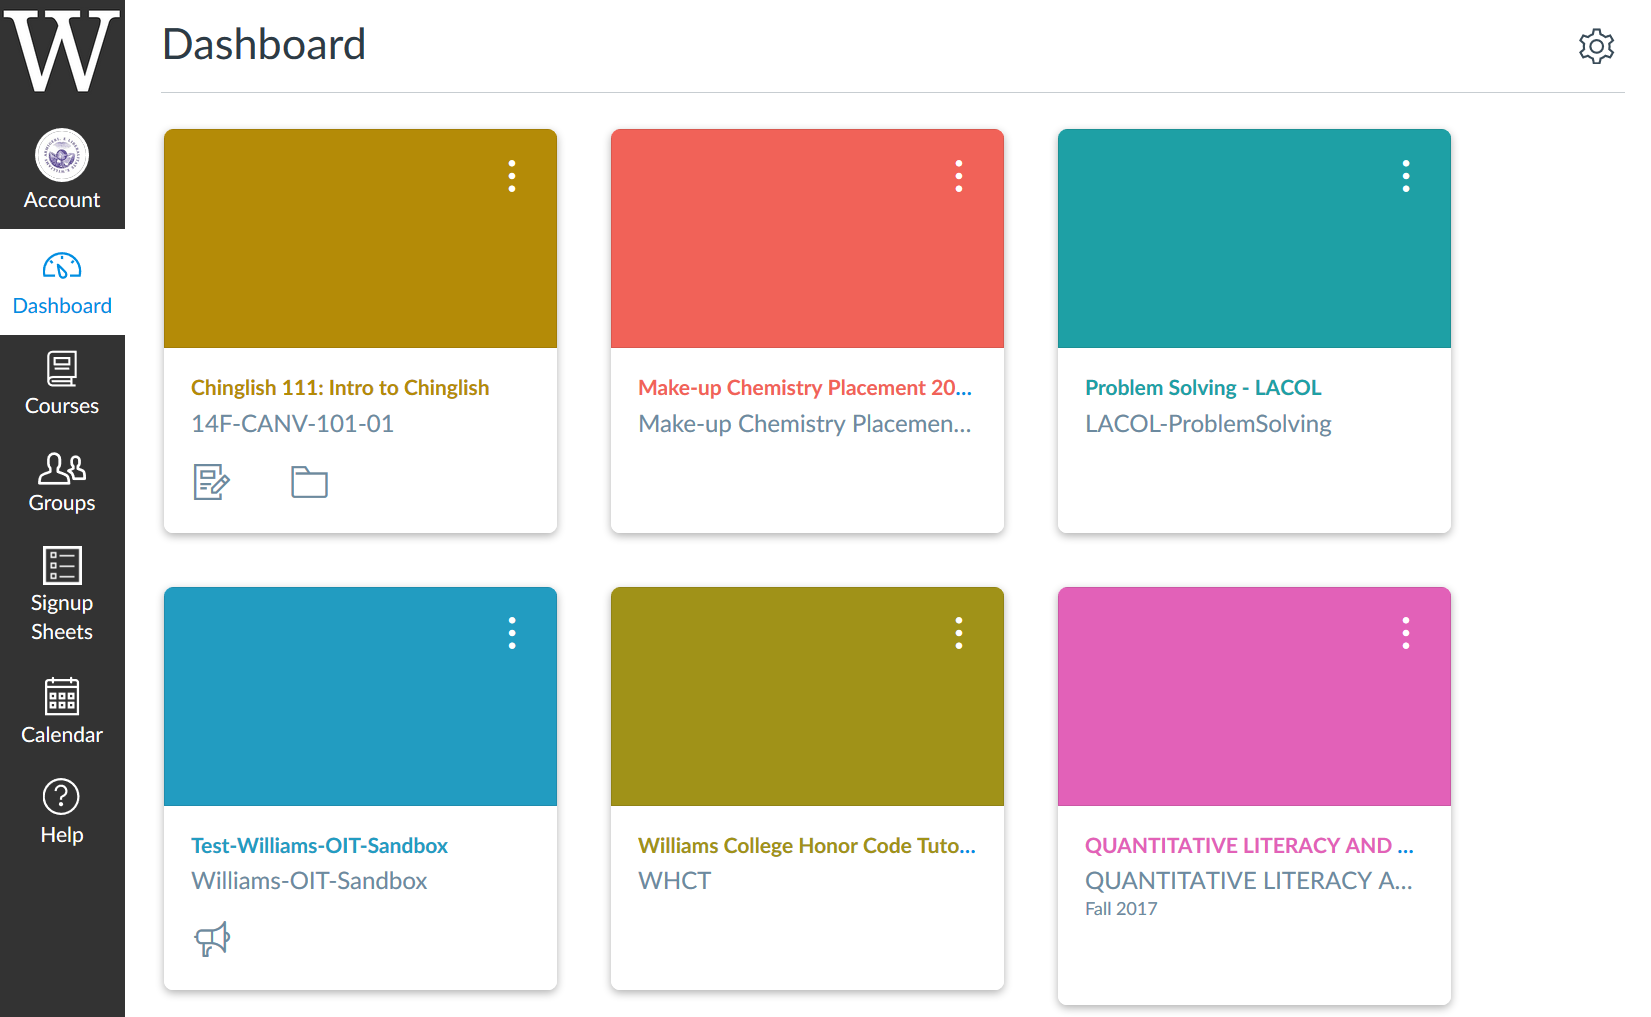 W
Dashboard
Account
Dashboard
Courses
Groups
Signup
Sheets
Calendar
Help
Chinglish 111: Intro to Chinglish
14F-CANV-101-01
Make-up Chemistry Placement 20...
Make-up Chemistry Placemen...
Problem Solving - LACOL
LACOL-ProblemSolving
Test-Williams-OIT-Sandbox
Williams-OIT-Sandbox
Williams College Honor Code Tuto...
WHCT
QUANTITATIVE LITERACY AND ...
QUANTITATIVE LITERACY A...
Fall 2017